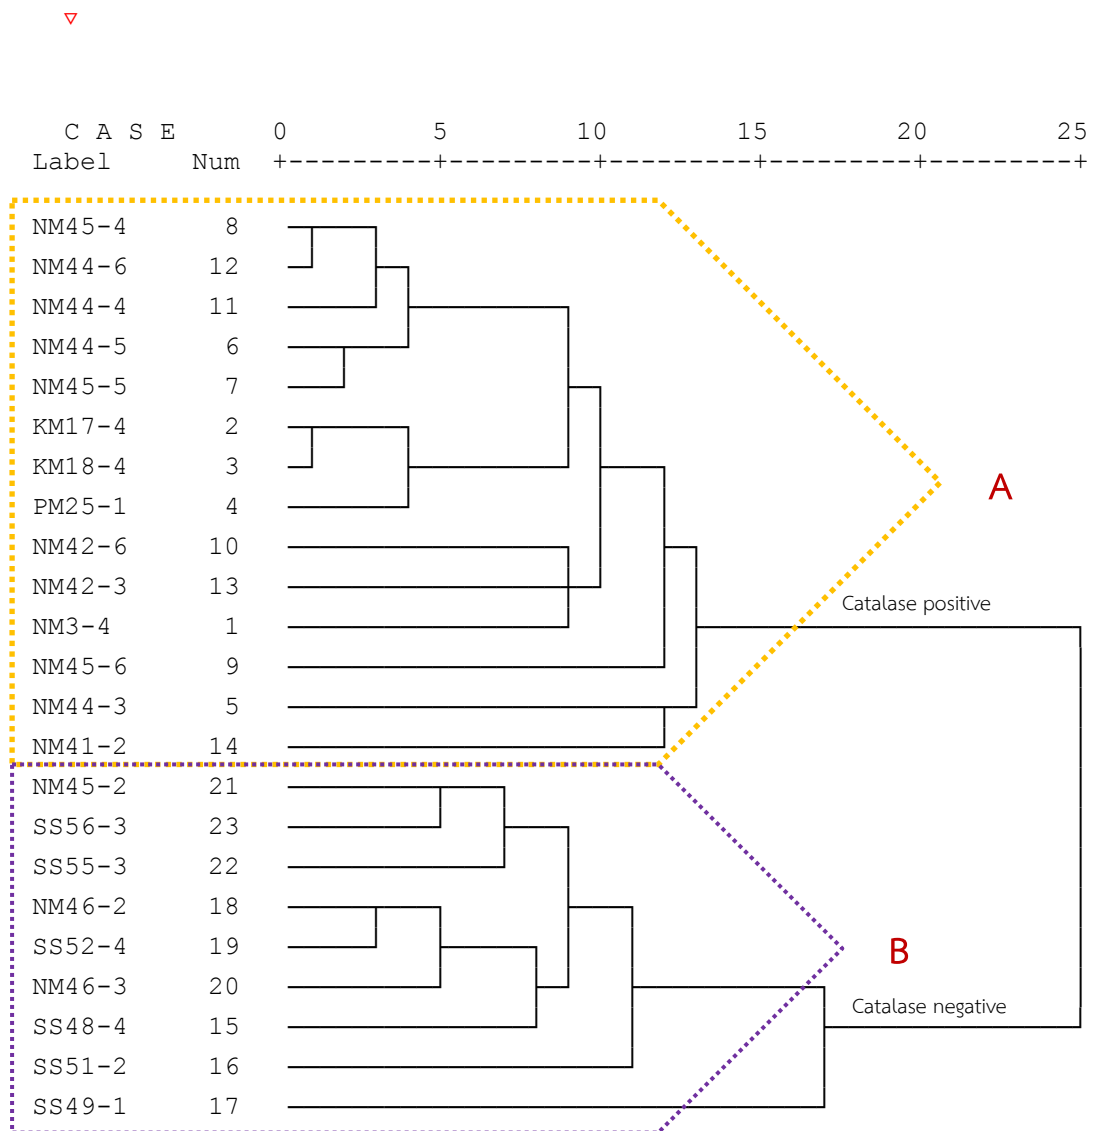 C A S E 0 5 10 15 20 25
Label Num +---------+---------+---------+---------+---------+
NM45-4 8
NM44-6 12
NM44-4 11
NM44-5 6
NM45-5 7
KM17-4 2
KM18-4 3
PM25-1 4
A
NM42-6 10
NM42-3 13
Catalase positive
NM3-4 1
NM45-6 9
NM44-3 5
NM41-2 14
NM45-2 21
SS56-3 23
SS55-3 22
NM46-2 18
SS52-4 19
B
NM46-3 20
Catalase negative
SS48-4 15
SS51-2 16
SS49-1 17